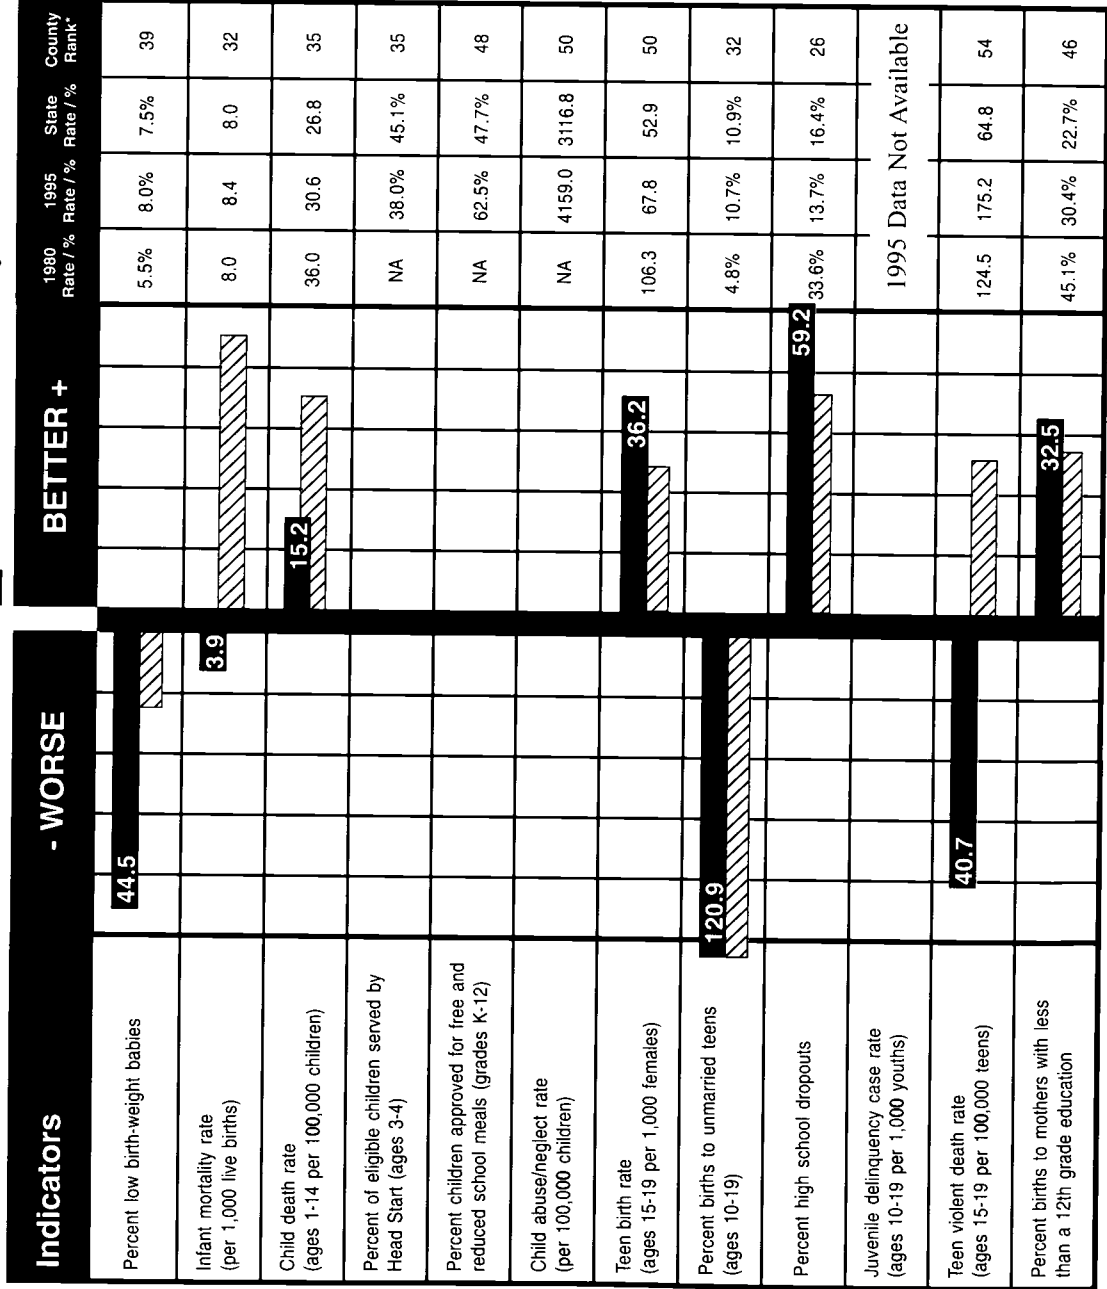 Indicators - WORSE BETTER + 1980 Rate / % 1995 Rate / % State Rate / % County Rank*
Percent low birth-weight babies 44.5 5.5% 8.0% 7.5% 39
Infant mortality rate
(per 1,000 live births) 3.9 8.0 8.4 8.0 32
Child death rate
(ages 1-14 per 100,000 children) 15.2 36.0 30.6 26.8 35
Percent of eligible children served by
Head Start (ages 3-4) NA 38.0% 45.1% 35
Percent children approved for free and
reduced school meals (grades K-12) NA 62.5% 47.7% 48
Child abuse/neglect rate
(per 100,000 children) NA 4159.0 3116.8 50
Teen birth rate
(ages 15-19 per 1,000 females) 36.2 106.3 67.8 52.9 50
Percent births to unmarried teens
(ages 10-19) 120.9 4.8% 10.7% 10.9% 32
Percent high school dropouts 59.2 33.6% 13.7% 16.4% 26
Juvenile delinquency case rate
(ages 10-19 per 1,000 youths) 1995 Data Not Available
Teen violent death rate
(ages 15-19 per 100,000 teens) 40.7 124.5 175.2 64.8 54
Percent births to mothers with less
than a 12th grade education 32.5 45.1% 30.4% 22.7% 46